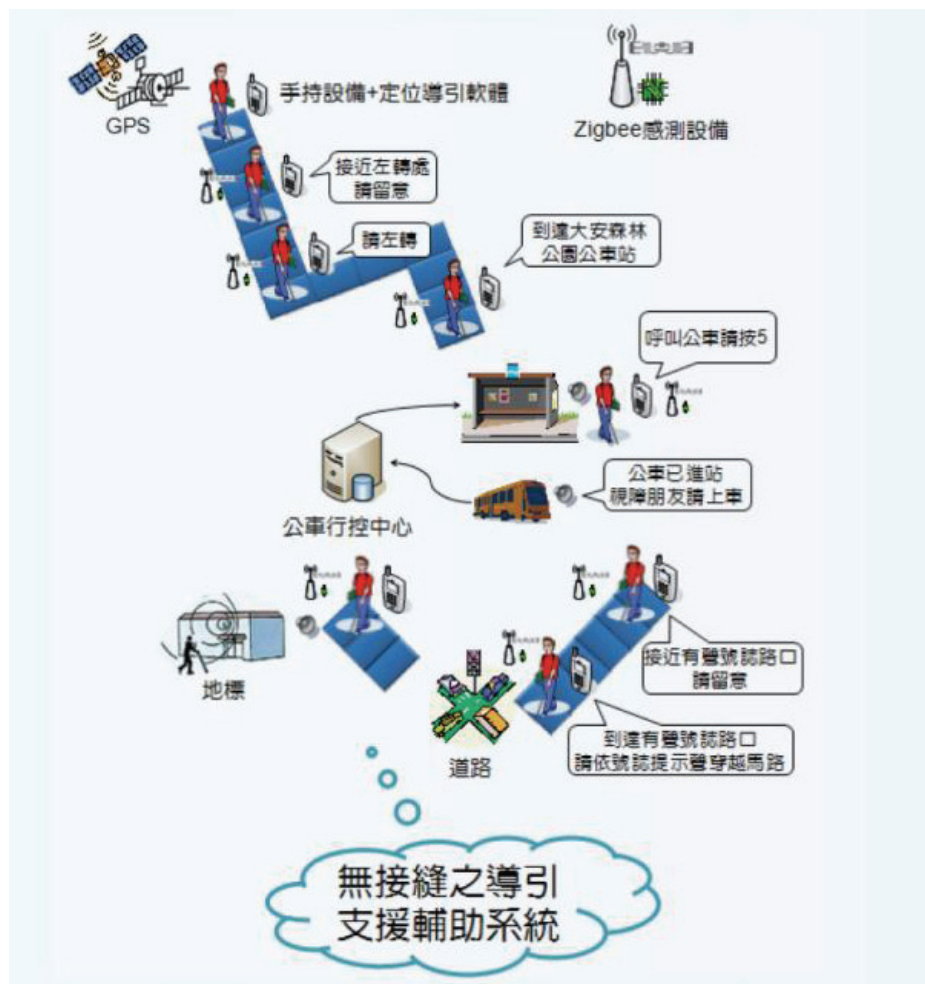 GPS
手持設備+定位導引軟體
Zigbee感測設備
接近左轉處
請留意
請左轉
到達大安森林
公園公車站
呼叫公車請按5
公車已進站
視障朋友請上車
公車行控中心
地標
道路
接近有聲號誌路口
請留意
到達有聲號誌路口
請依號誌提示聲穿越馬路
無接縫之導引
支援輔助系統